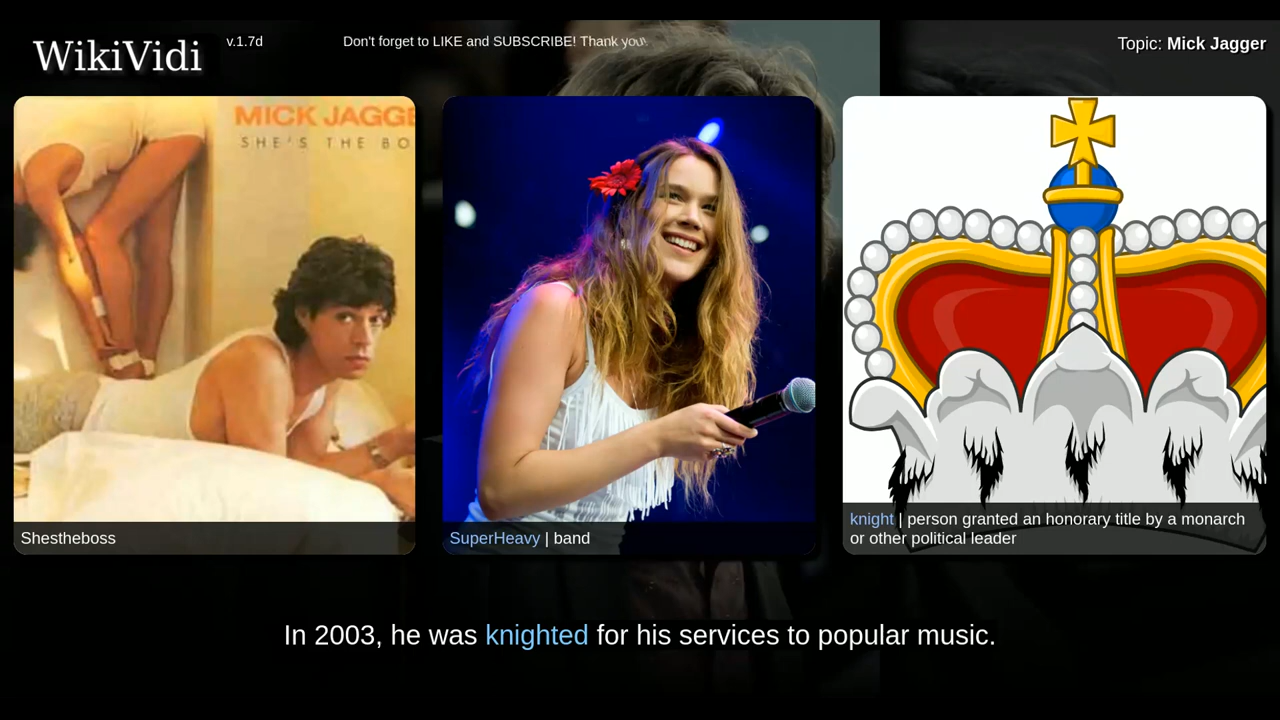 WikiVidi
v.1.7d
Don't forget to LIKE and SUBSCRIBE! Thank you!
Topic: Mick Jagger
MICK JAGGE
SHE'S THE BO
Shestheboss
SuperHeavy | band
knight | person granted an honorary title by a monarch
or other political leader
In 2003, he was knighted for his services to popular music.